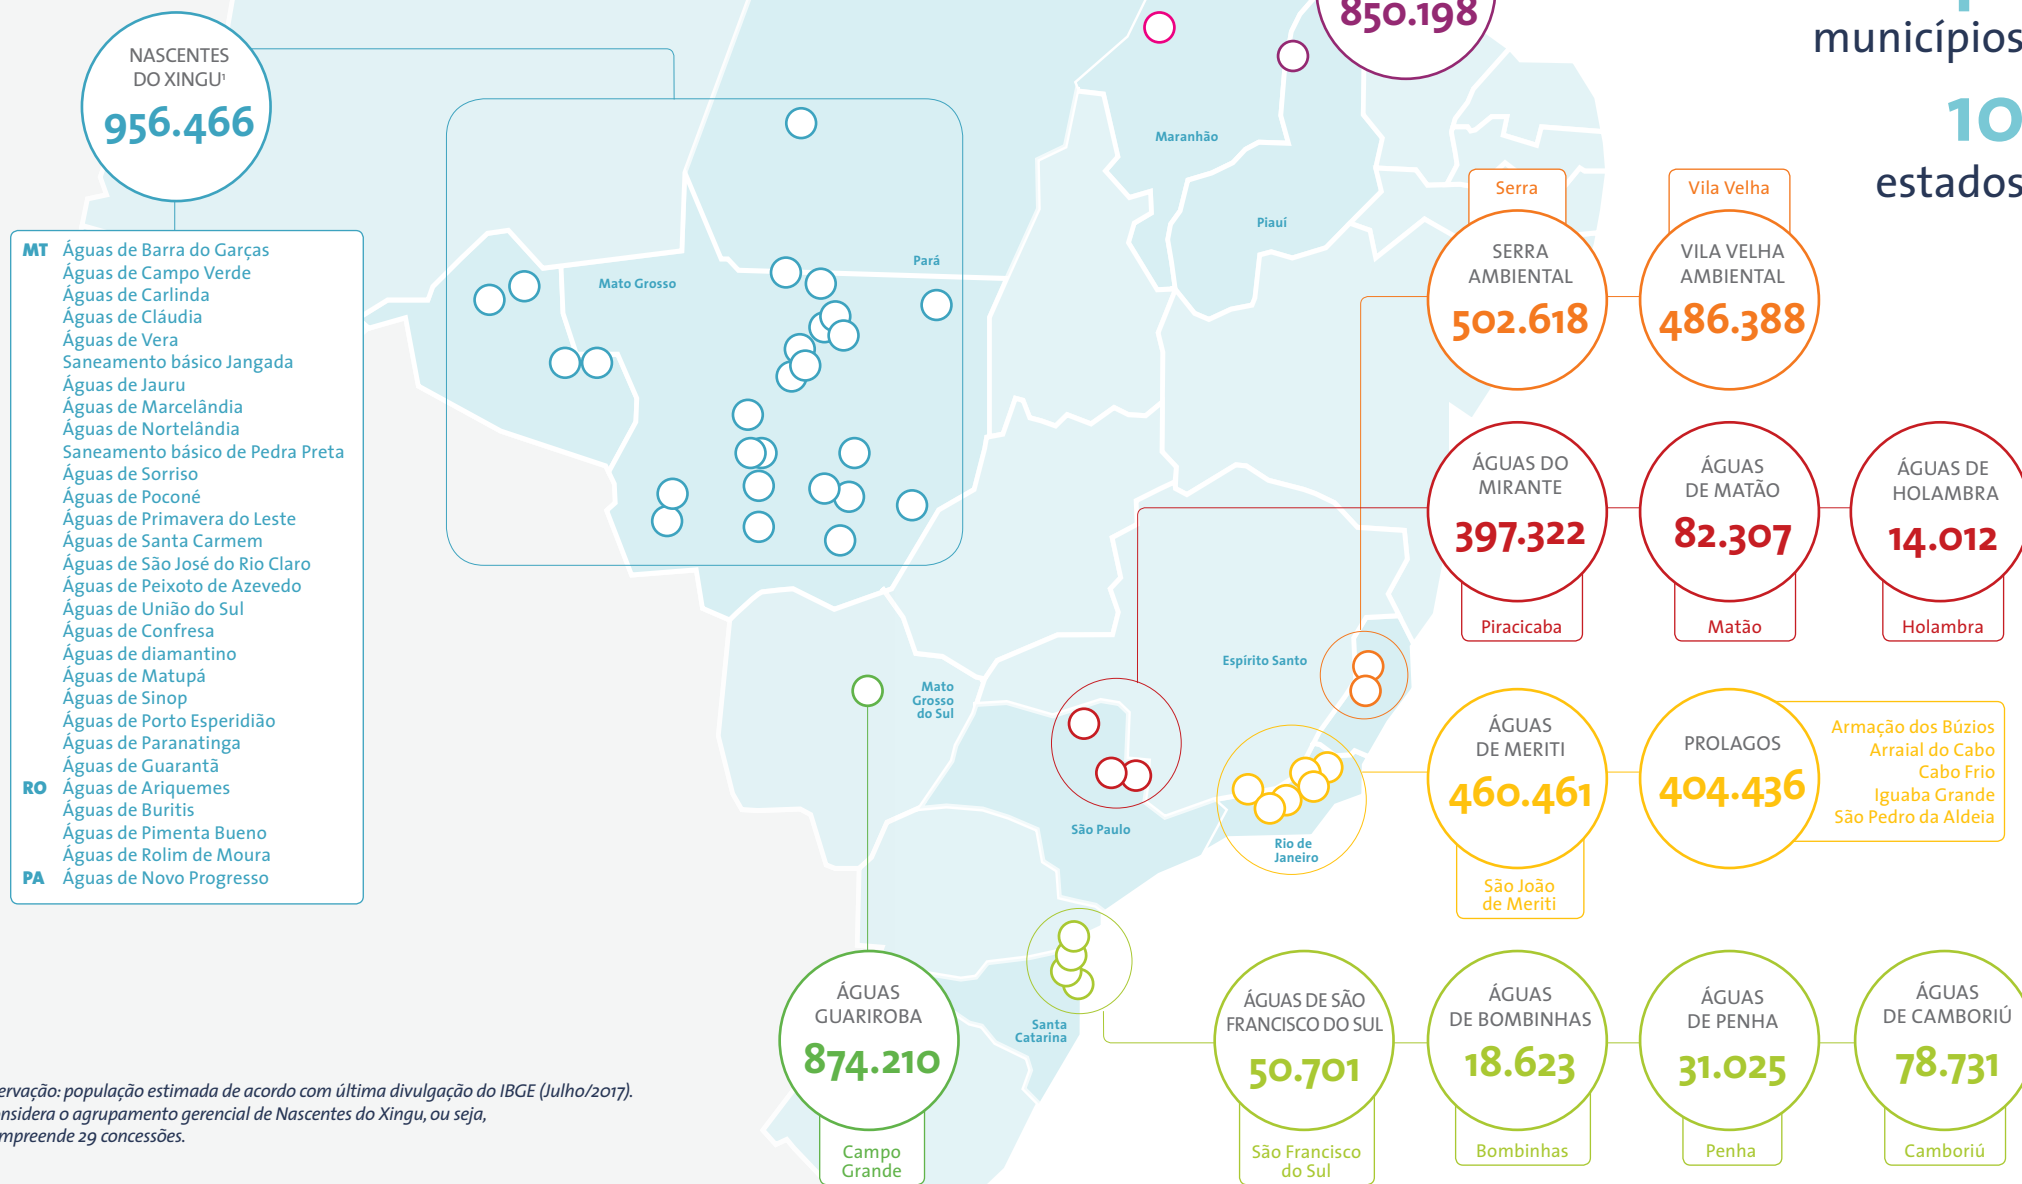 850.198
municípios
10
estados
NASCENTES
DO XINGU¹
956.466
MT Águas de Barra do Garças
Águas de Campo Verde
Águas de Carlinda
Águas de Cláudia
Águas de Vera
Saneamento básico Jangada
Águas de Jauru
Águas de Marcelândia
Águas de Nortelândia
Saneamento básico de Pedra Preta
Águas de Sorriso
Águas de Poconé
Águas de Primavera do Leste
Águas de Santa Carmem
Águas de São José do Rio Claro
Águas de Peixoto de Azevedo
Águas de União do Sul
Águas de Confresa
Águas de diamantino
Águas de Matupá
Águas de Sinop
Águas de Porto Esperidião
Águas de Paranatinga
Águas de Guarantã
RO Águas de Ariquemes
Águas de Buritis
Águas de Pimenta Bueno
Águas de Rolim de Moura
PA Águas de Novo Progresso
Maranhão
Piauí
Pará
Mato Grosso
Mato
Grosso
do Sul
Espírito Santo
São Paulo
Rio de
Janeiro
Santa
Catarina
Serra
SERRA
AMBIENTAL
502.618
Vila Velha
VILA VELHA
AMBIENTAL
486.388
ÁGUAS DO
MIRANTE
397.322
Piracicaba
ÁGUAS
DE MATÃO
82.307
Matão
ÁGUAS DE
HOLAMBRA
14.012
Holambra
ÁGUAS
DE MERITI
460.461
São João
de Meriti
PROLAGOS
404.436
Armação dos Búzios
Arraial do Cabo
Cabo Frio
Iguaba Grande
São Pedro da Aldeia
ÁGUAS
GUARIROBA
874.210
Campo
Grande
ÁGUAS DE SÃO
FRANCISCO DO SUL
50.701
São Francisco
do Sul
ÁGUAS
DE BOMBINHAS
18.623
Bombinhas
ÁGUAS
DE PENHA
31.025
Penha
ÁGUAS
DE CAMBORIÚ
78.731
Camboriú
ervação: população estimada de acordo com última divulgação do IBGE (Julho/2017).
onsidera o agrupamento gerencial de Nascentes do Xingu, ou seja,
mpreende 29 concessões.